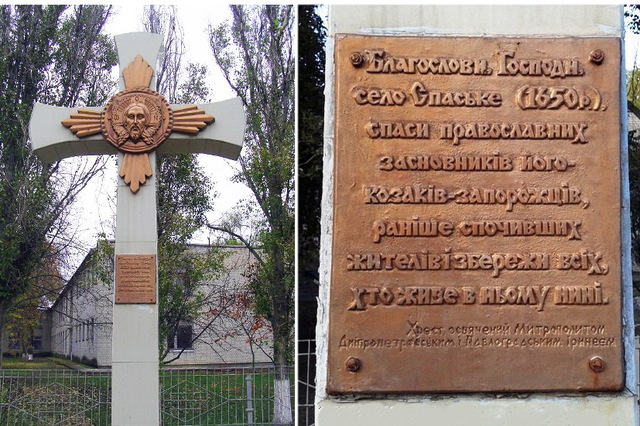 Благослови, Господи,
село Спаське (1650р.),
спаси православних
засновників його-
козаків-запорожців,
раніше спочивших
жителів і збережи всіх,
хто живе в ньому нині.
Хрест, освячений Митрополитом
Дніпропетровським і Павлоградським Іринеєм